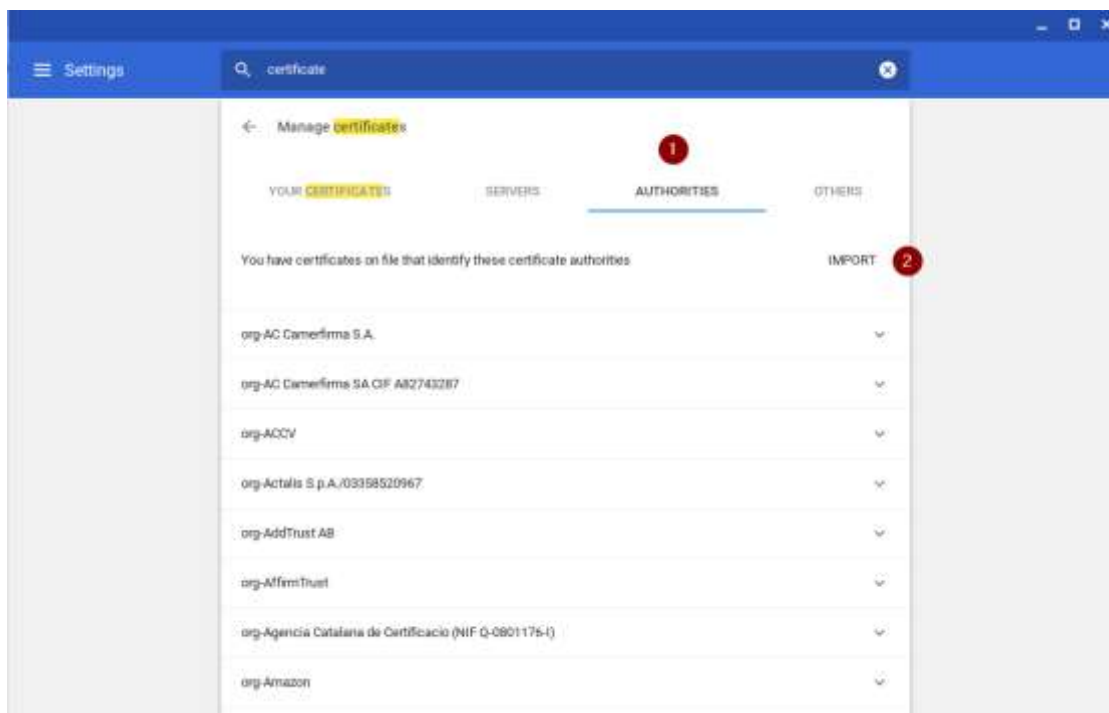 Settings
certificate
Manage certificates
1
YOUR CERTIFICATES SERVERS AUTHORITIES OTHERS
You have certificates on file that identify these certificate authorities IMPORT 2
org-AC Camerfirma S.A.
org-AC Camerfirma SA CIF A82743287
org-ACCV
org-Actalis S.p.A./03358520967
org-AddTrust AB
org-AffirmTrust
org-Agencia Catalana de Certificacio (NIF Q-0801176-I)
org-Amazon